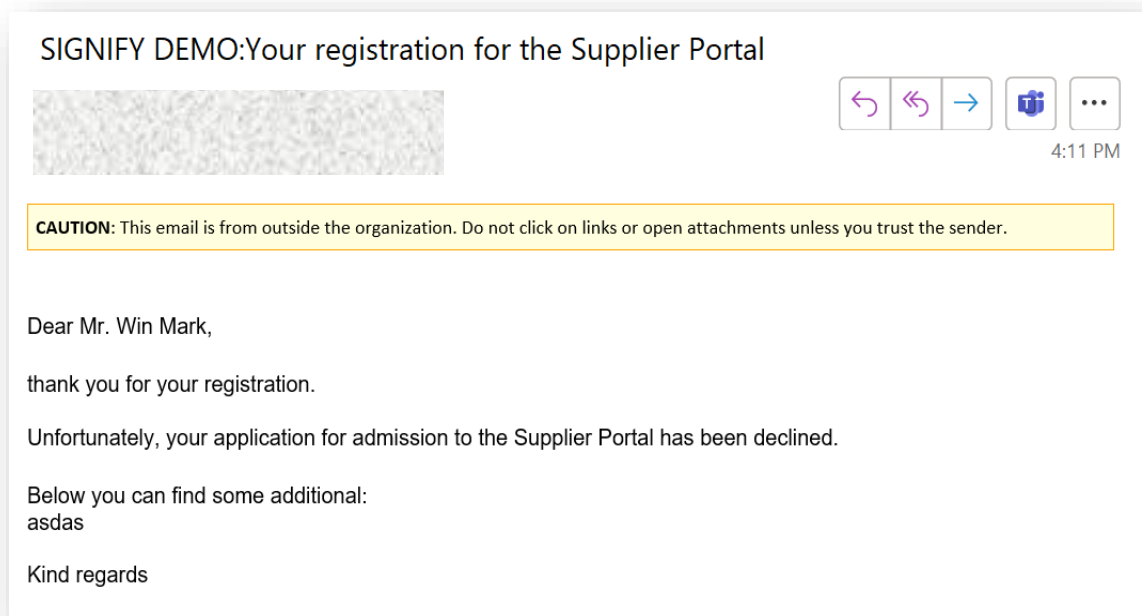 SIGNIFY DEMO:Your registration for the Supplier Portal
4:11 PM
CAUTION: This email is from outside the organization. Do not click on links or open attachments unless you trust the sender.
Dear Mr. Win Mark,
thank you for your registration.
Unfortunately, your application for admission to the Supplier Portal has been declined.
Below you can find some additional:
asdas
Kind regards